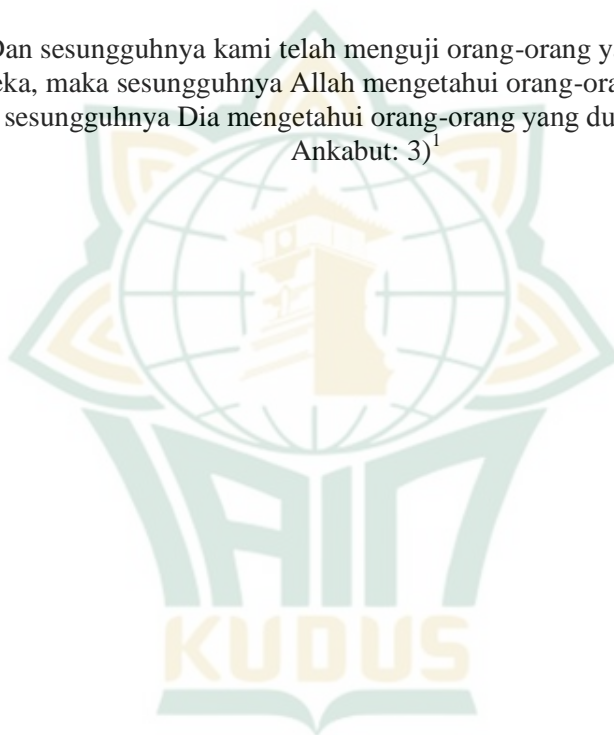 Dan sesungguhnya kami telah menguji orang-orang
eka, maka sesungguhnya Allah mengetahui orang-ora
sesungguhnya Dia mengetahui orang-orang yang du
Ankabut: 3)¹
IAIN
KUDUS